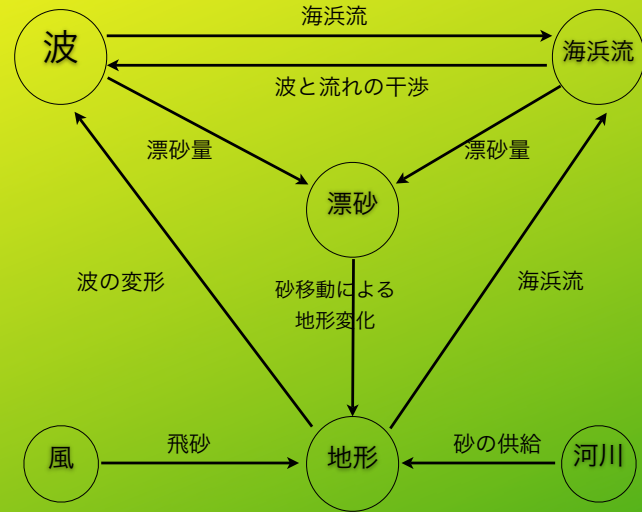 海浜流
波
海浜流
波と流れの干渉
漂砂量
漂砂量
漂砂
波の変形
砂移動による
地形変化
海浜流
風
飛砂
地形
砂の供給
河川